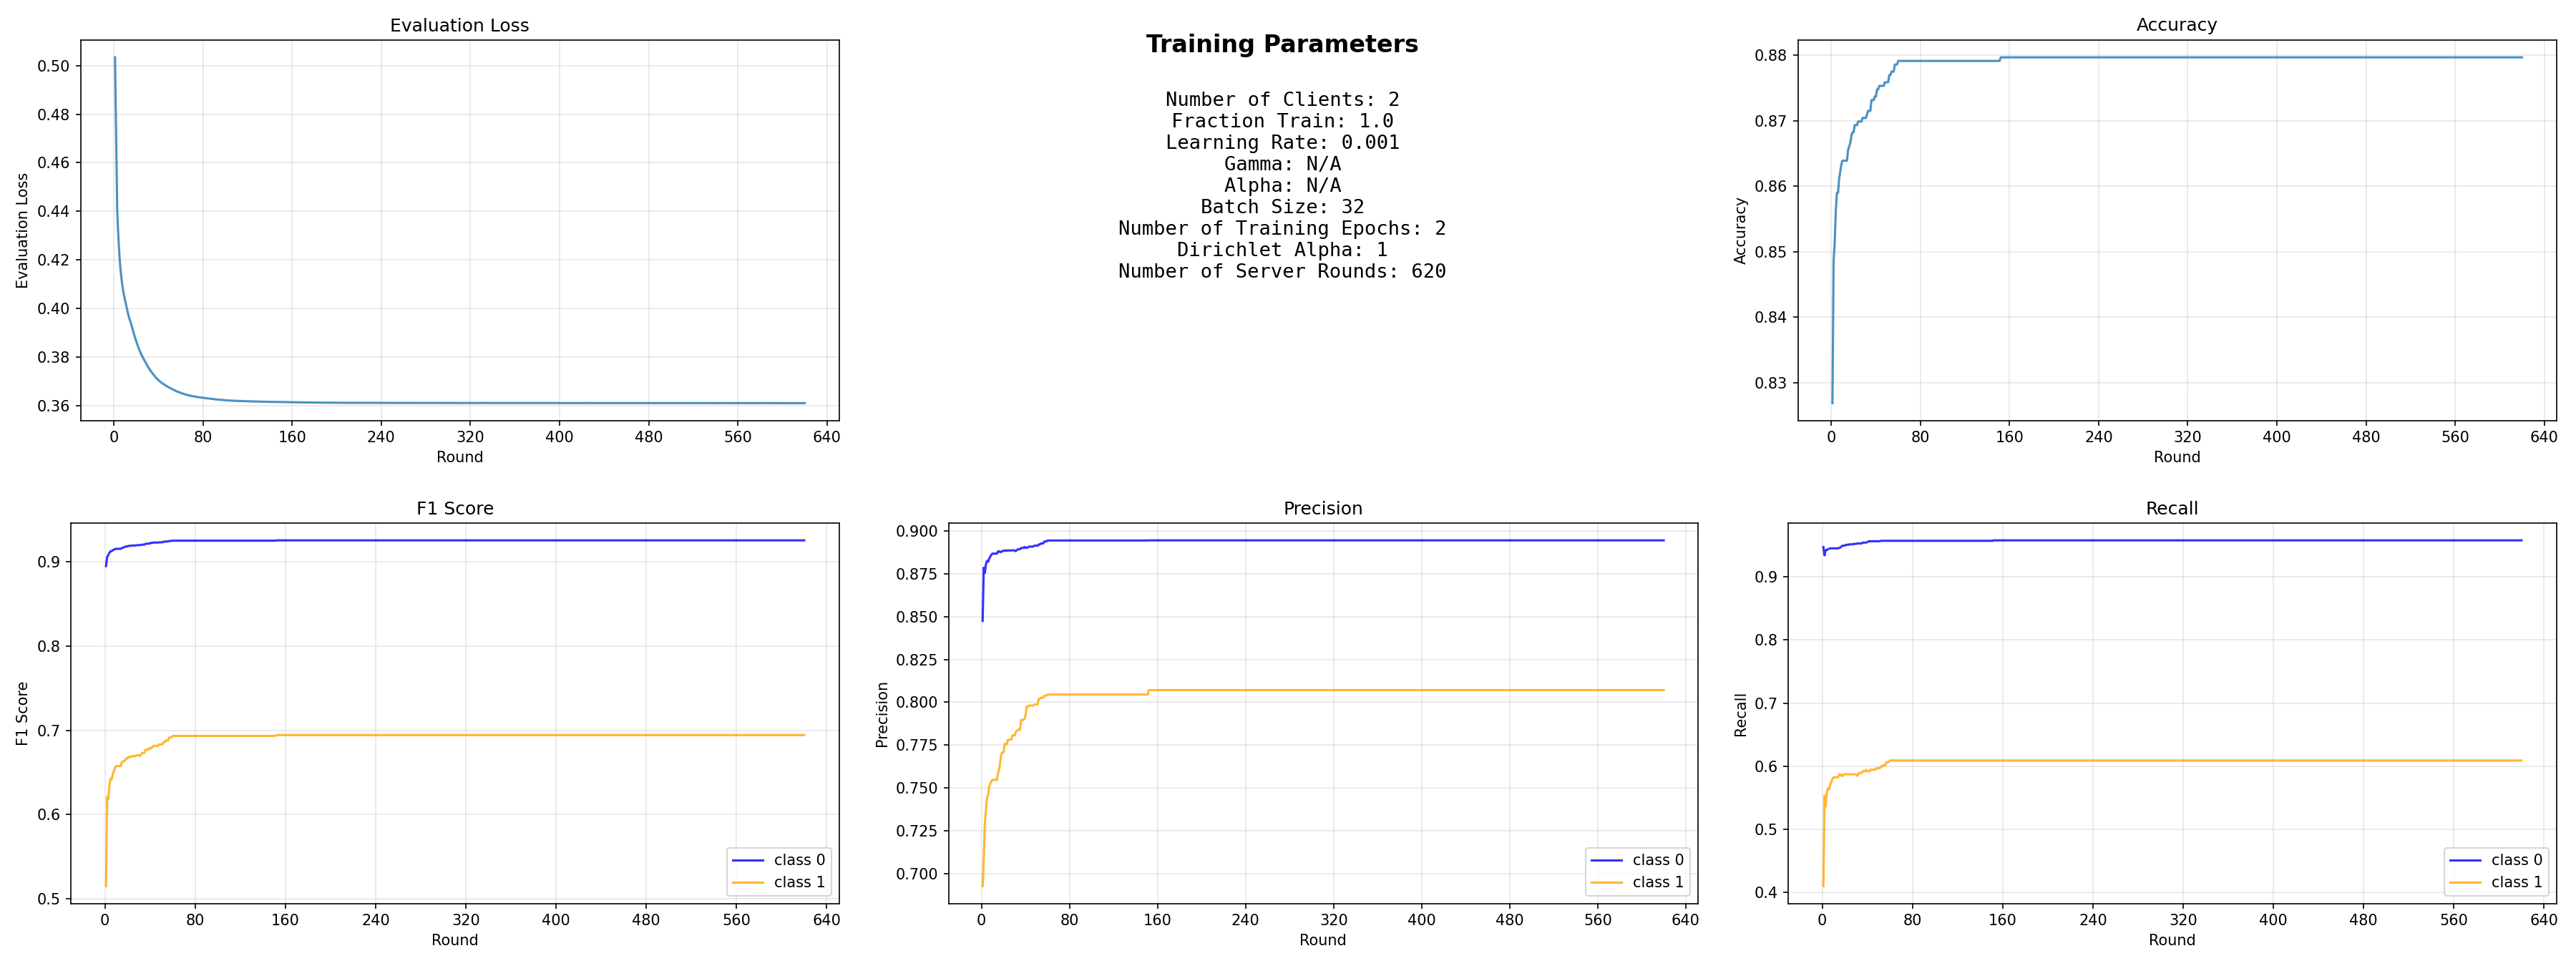 Evaluation Loss
0.50
0.48
0.46
0.44
0.42
0.40
0.38
0.36
Evaluation Loss
0 80 160 240 320 400 480 560 640
Round
Training Parameters
Number of Clients: 2
Fraction Train: 1.0
Learning Rate: 0.001
Gamma: N/A
Alpha: N/A
Batch Size: 32
Number of Training Epochs: 2
Dirichlet Alpha: 1
Number of Server Rounds: 620
Accuracy
0.88
0.87
0.86
0.85
0.84
0.83
Accuracy
0 80 160 240 320 400 480 560 640
Round
F1 Score
0.9
0.8
0.7
0.6
0.5
F1 Score
class 0
class 1
0 80 160 240 320 400 480 560 640
Round
Precision
0.900
0.875
0.850
0.825
0.800
0.775
0.750
0.725
0.700
Precision
class 0
class 1
0 80 160 240 320 400 480 560 640
Round
Recall
0.9
0.8
0.7
0.6
0.5
0.4
Recall
class 0
class 1
0 80 160 240 320 400 480 560 640
Round